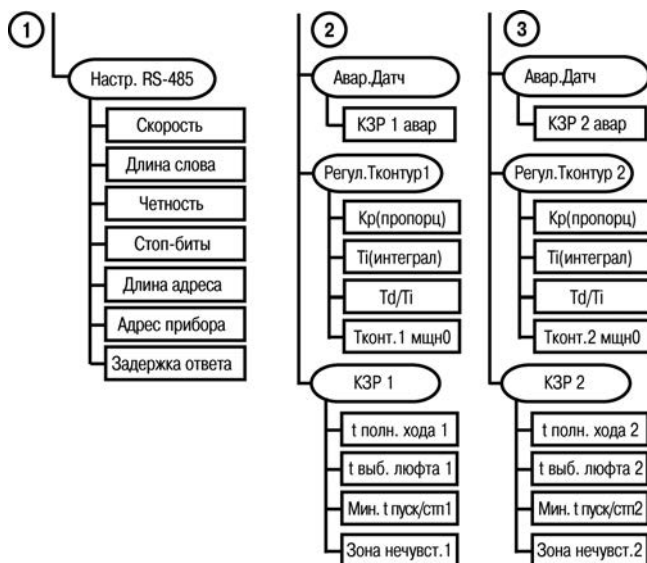 1
Настр. RS-485
Скорость
Длина слова
Четность
Стоп-биты
Длина адреса
Адрес прибора
Задержка ответа
2
Авар.Датч
КЗР 1 авар
Регул.Тконтур1
Кр(пропорц)
Ti(интеграл)
Td/Ti
Тконт.1 мщн0
КЗР 1
t полн. хода 1
t выб. люфта 1
Мин. t пуск/стп1
Зона нечувст.1
3
Авар.Датч
КЗР 2 авар
Регул.Тконтур 2
Кр(пропорц)
Ti(интеграл)
Td/Ti
Тконт.2 мщн0
КЗР 2
t полн. хода 2
t выб. люфта 2
Мин. t пуск/стп2
Зона нечувст.2